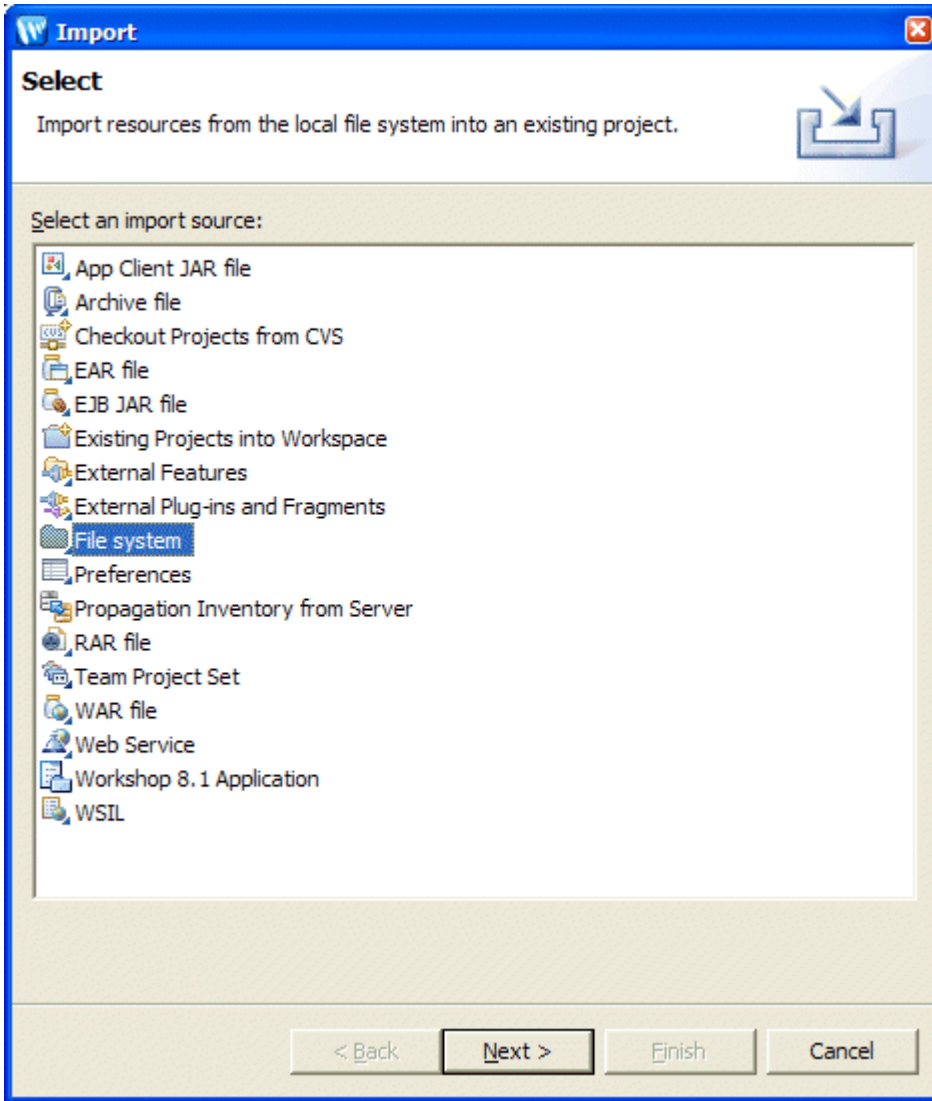 Import
Select
Import resources from the local file system into an existing project.
Select an import source:
App Client JAR file
Archive file
Checkout Projects from CVS
EAR file
EJB JAR file
Existing Projects into Workspace
External Features
External Plug-ins and Fragments
File system
Preferences
Propagation Inventory from Server
RAR file
Team Project Set
WAR file
Web Service
Workshop 8.1 Application
WSIL
< Back Next > Finish Cancel